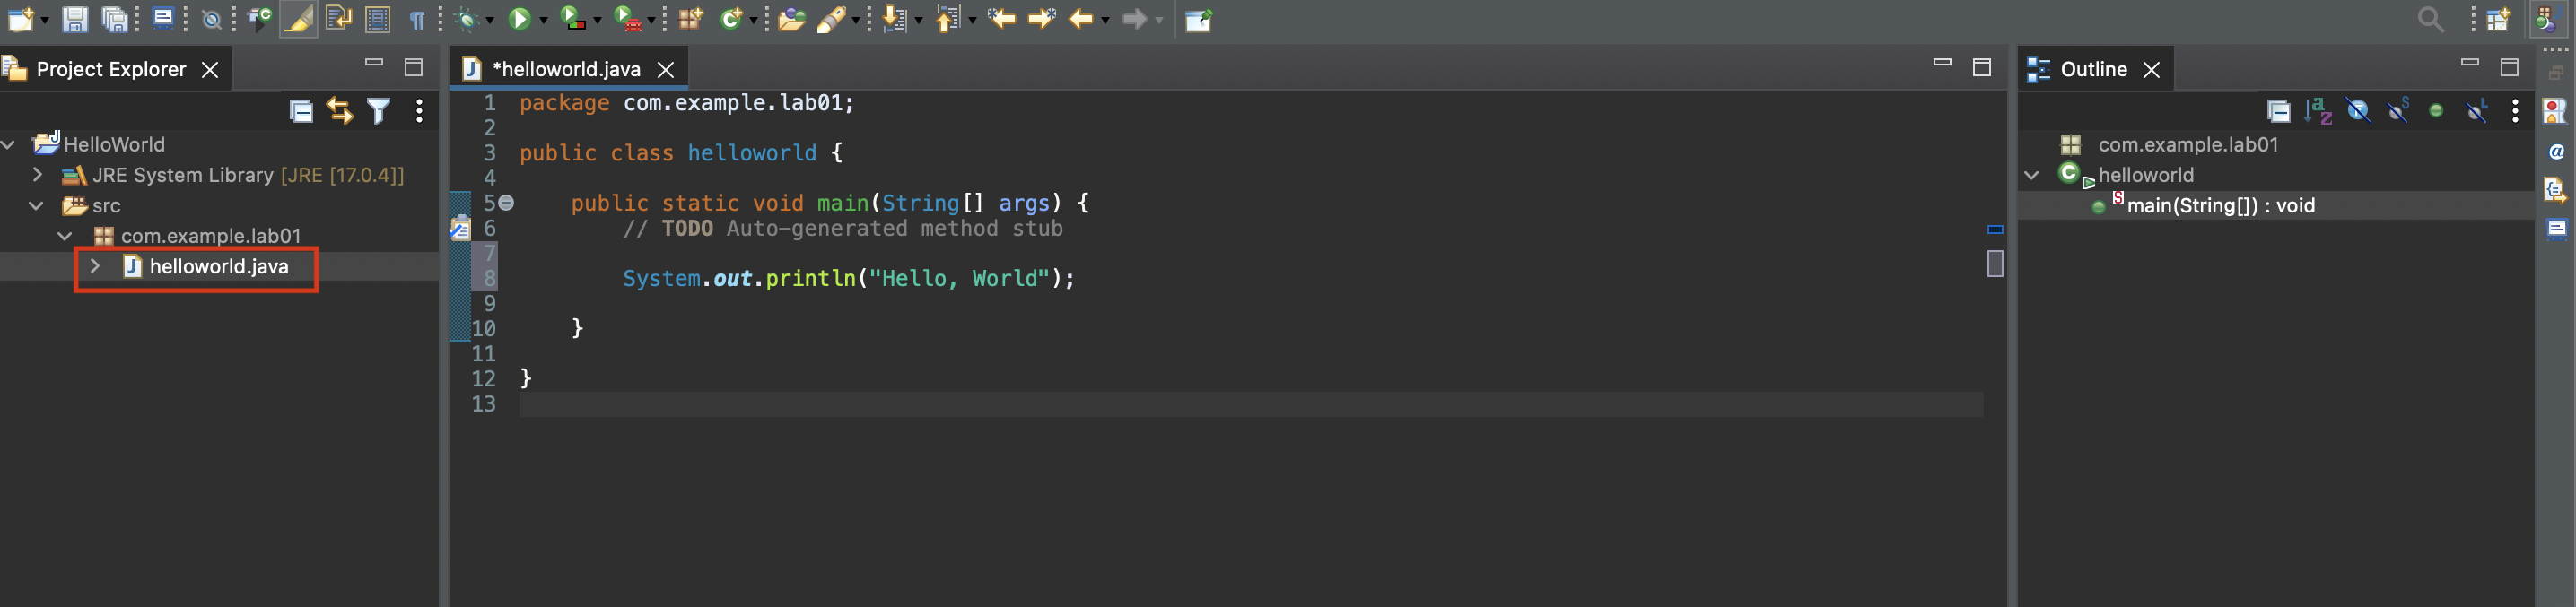 Project Explorer
HelloWorld
JRE System Library [JRE [17.0.4]]
src
com.example.lab01
helloworld.java
*helloworld.java
1 package com.example.lab01;
2
3 public class helloworld {
4
5 public static void main(String[] args) {
6 // TODO Auto-generated method stub
7
8 System.out.println("Hello, World");
9
10 }
11
12 }
13
Outline
com.example.lab01
helloworld
main(String[]) : void